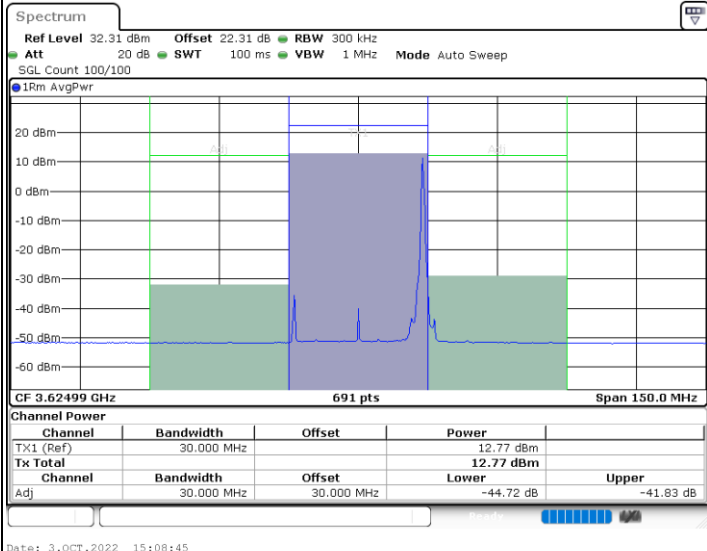 Spectrum
Ref Level 32.31 dBm Offset 22.31 dB RBW 300 kHz
Att 20 dB SWT 100 ms VBW 1 MHz Mode Auto Sweep
SGL Count 100/100
1Rm AvgPwr
20 dBm
Adj TX1 Adj
10 dBm
0 dBm
-10 dBm
-20 dBm
-30 dBm
-40 dBm
-50 dBm
-60 dBm
CF 3.62499 GHz 691 pts Span 150.0 MHz
Channel Power
Channel Bandwidth Offset Power
TX1 (Ref) 30.000 MHz 12.77 dBm
Tx Total 12.77 dBm
Channel Bandwidth Offset Lower Upper
Adj 30.000 MHz 30.000 MHz -44.72 dB -41.83 dB
Ready
Date: 3.OCT.2022 15:08:45